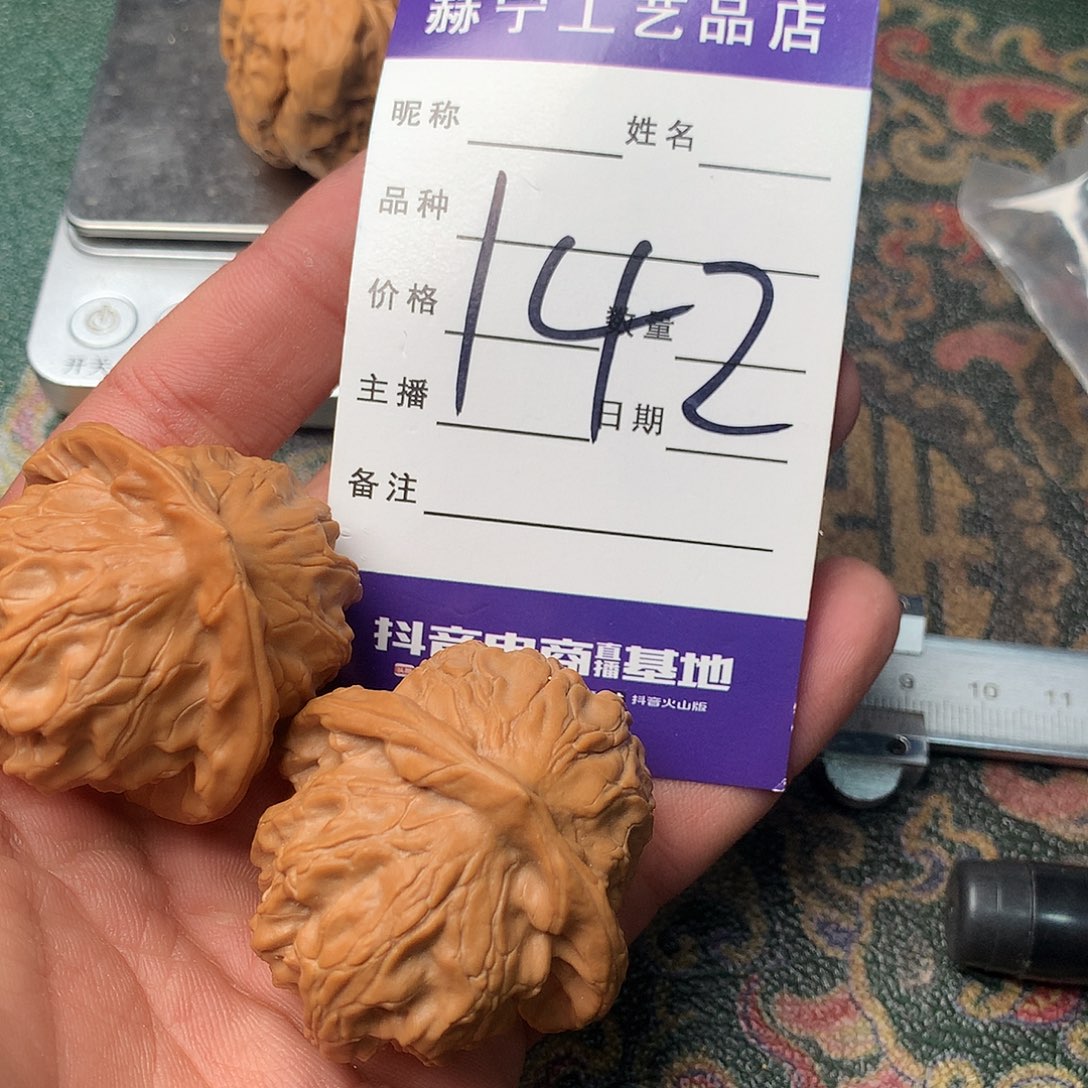 赫宁工艺品店
昵称 姓名
品种
142
价格 数量
主播 日期
备注
抖音电商直播基地
抖音火山版
开关
9 10 11